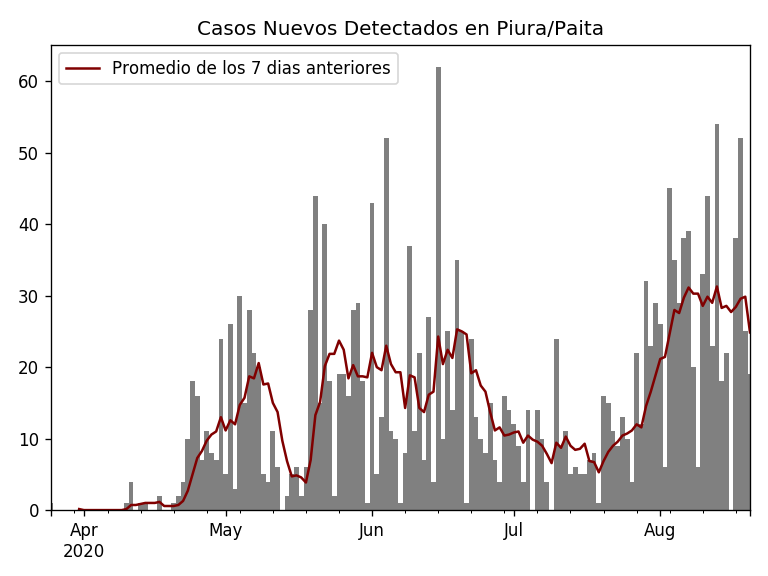 Casos Nuevos Detectados en Piura/Paita
Promedio de los 7 dias anteriores
60
50
40
30
20
10
0
Apr
2020
May
Jun
Jul
Aug